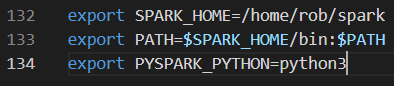 132 export SPARK_HOME=/home/rob/spark
133 export PATH=$SPARK_HOME/bin:$PATH
134 export PYSPARK_PYTHON=python3